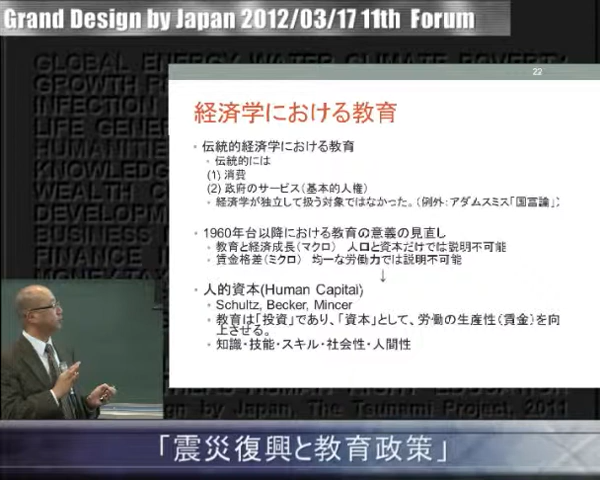 Grand Design by Japan 2012/03/17 11th Forum
GLOBAL ENERGY WATER CLIMATE POVERTY
GROWTH
INFECTION
LIFE
HUMANITIES
KNOWLEDG
WEALTH
DEVELOPM
BUSINESS
FINANCE
22
経済学における教育
・伝統的経済学における教育
・伝統的には
(1) 消費
(2) 政府のサービス（基本的人権）
・経済学が独立して扱う対象ではなかった。（例外：アダムスミス「国富論」）
・1960年台以降における教育の意義の見直し
・教育と経済成長（マクロ） 人口と資本だけでは説明不可能
・賃金格差（ミクロ） 均一な労働力では説明不可能
↓
・人的資本(Human Capital)
・Schultz, Becker, Mincer
・教育は「投資」であり、「資本」として、労働の生産性（賃金）を向
上させる。
・知識・技能・スキル・社会性・人間性
by Japan, The Tsunami Project, 2011
「震災復興と教育政策」